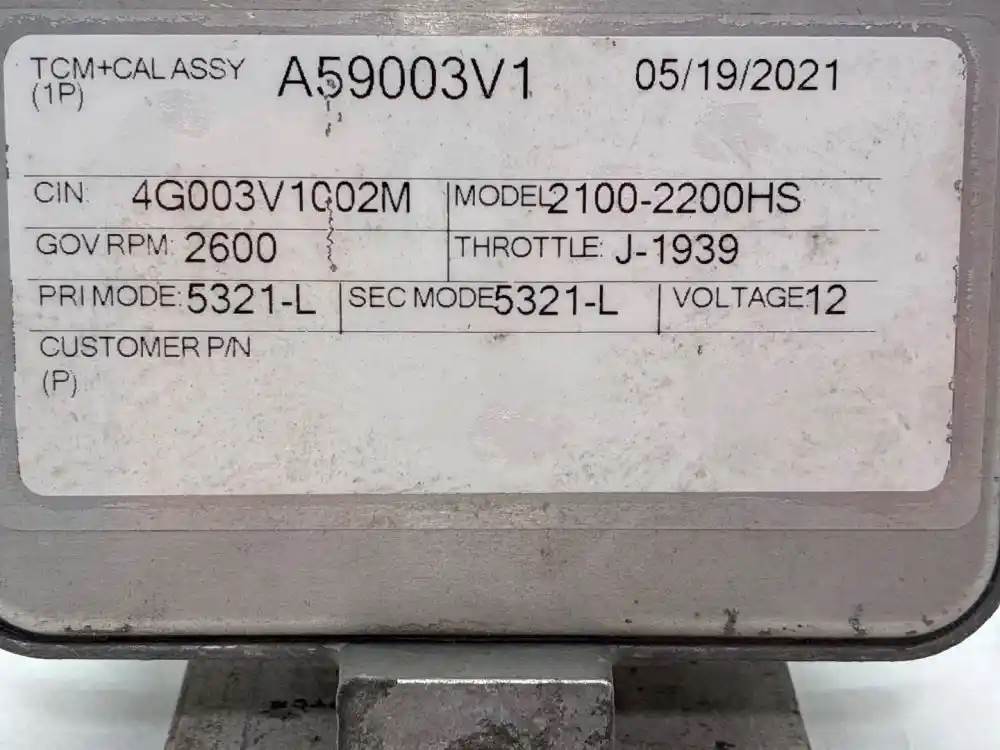 TCM+CAL ASSY A59003V1 05/19/2021
(1P)
CIN: 4G003V1C02M MODEL 2100-2200HS
GOV RPM: 2600 THROTTLE: J-1939
PRI MODE: 5321-L SEC MODE 5321-L VOLTAGE: 12
CUSTOMER P/N
(P)